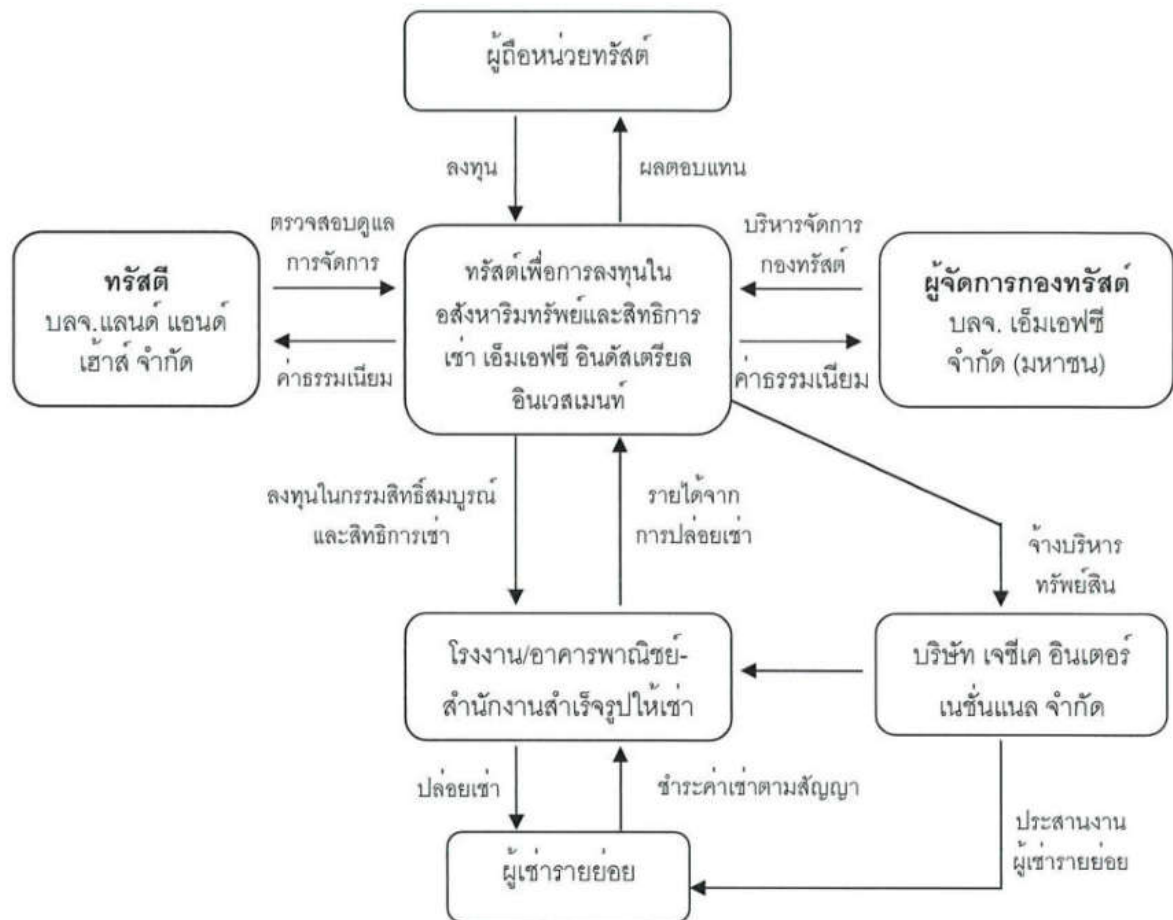 ผู้ถือหน่วยทรัสต์
ลงทุน
ผลตอบแทน
ตรวจสอบดูแล
การจัดการ
บริหารจัดการ
กองทรัสต์
ทรัสตี
บลจ.แลนด์ แอนด์
เฮ้าส์ จำกัด
ทรัสต์เพื่อการลงทุนใน
อสังหาริมทรัพย์และสิทธิการ
เช่า เอ็มเอฟซี อินดัสเตรียล
อินเวสเมนท์
ผู้จัดการกองทรัสต์
บลจ. เอ็มเอฟซี
จำกัด (มหาชน)
ค่าธรรมเนียม
ค่าธรรมเนียม
ลงทุนในกรรมสิทธิ์สมบูรณ์
และสิทธิการเช่า
รายได้จาก
การปล่อยเช่า
จ้างบริหาร
ทรัพย์สิน
โรงงาน/อาคารพาณิชย์-
สำนักงานสำเร็จรูปให้เช่า
บริษัท เจซีเค อินเตอร์
เนชั่นแนล จำกัด
ปล่อยเช่า
ชำระค่าเช่าตามสัญญา
ประสานงาน
ผู้เช่ารายย่อย
ผู้เช่ารายย่อย